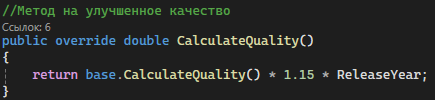 //Метод на улучшенное качество
Ссылок: 6
public override double CalculateQuality()
{
return base.CalculateQuality() * 1.15 * ReleaseYear;
}